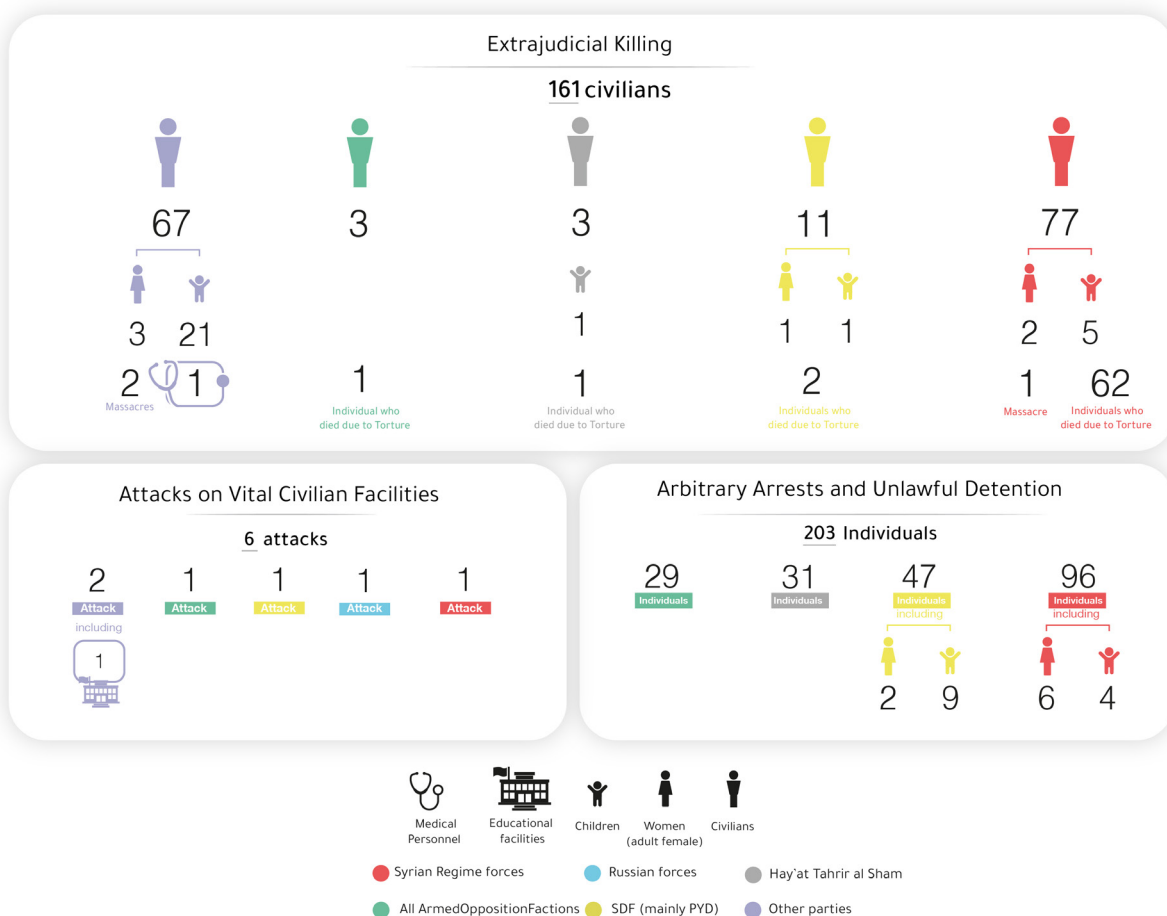 Extrajudicial Killing
161 civilians
67 3 3 11 77
3 21 1 1 1 2 5
2 1 1 1 2 1 62
Massacres
Individual who
died due to Torture
Individual who
died due to Torture
Individuals who
died due to Torture
Massacre
Individuals who
died due to Torture
Attacks on Vital Civilian Facilities
6 attacks
2 1 1 1 1
Attack Attack Attack Attack Attack
including
1
Arbitrary Arrests and Unlawful Detention
203 Individuals
29 31 47 96
Individuals Individuals Individuals Individuals
including including
2 9 6 4
Medical
Personnel
Educational
facilities
Children
Women
(adult female)
Civilians
Syrian Regime forces
Russian forces
Hay`at Tahrir al Sham
All ArmedOppositionFactions
SDF (mainly PYD)
Other parties